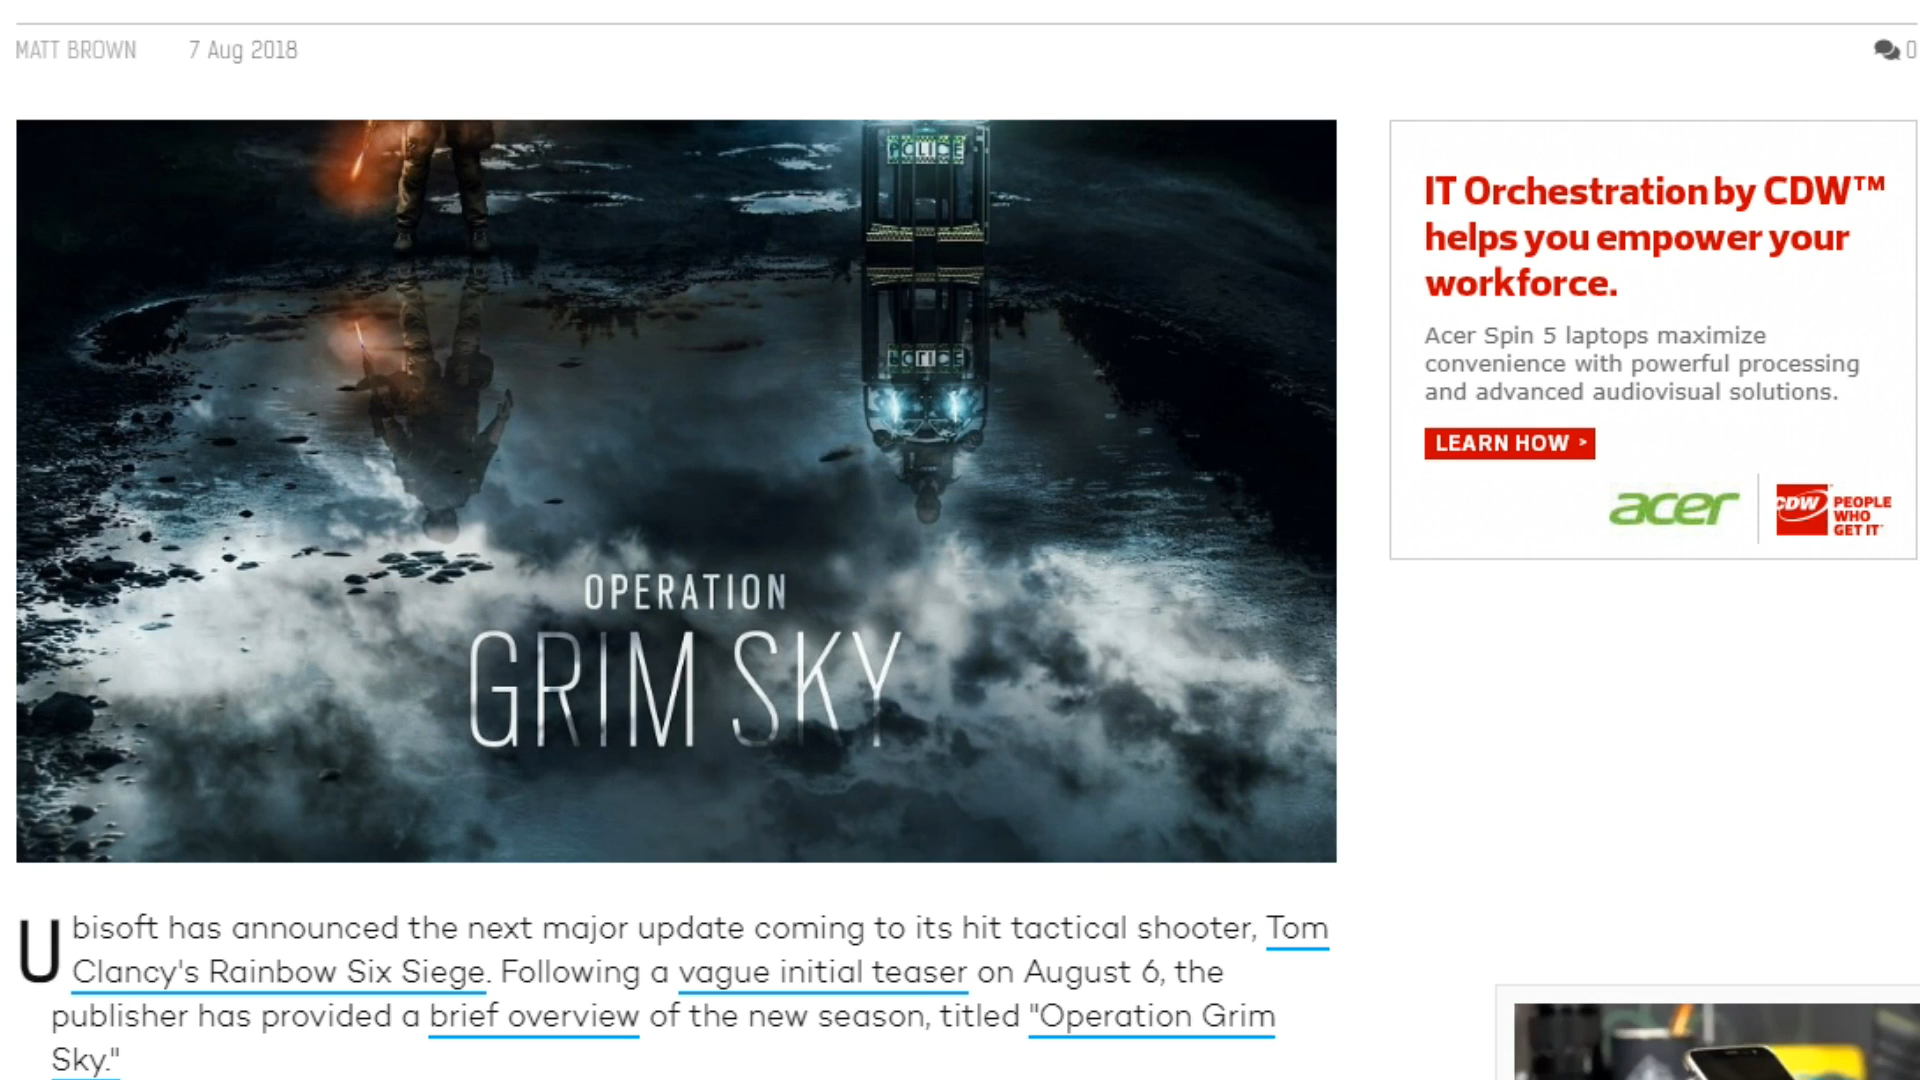 MATT BROWN 7 Aug 2018 0
POLICE
POLICE
OPERATION
GRIM SKY
IT Orchestration by CDW™
helps you empower your
workforce.
Acer Spin 5 laptops maximize
convenience with powerful processing
and advanced audiovisual solutions.
LEARN HOW >
acer
CDW PEOPLE
WHO
GET IT
Ubisoft has announced the next major update coming to its hit tactical shooter, Tom
Clancy's Rainbow Six Siege. Following a vague initial teaser on August 6, the
publisher has provided a brief overview of the new season, titled "Operation Grim
Sky."